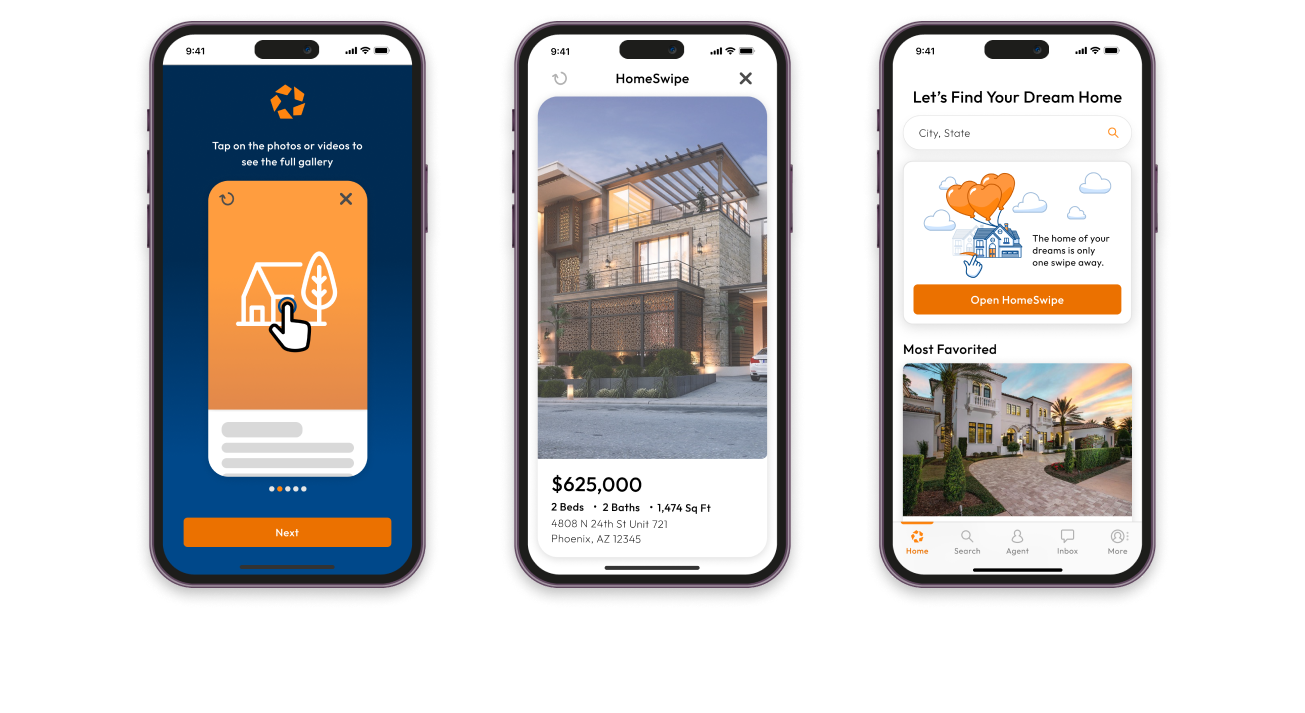 9:41
Tap on the photos or videos to
see the full gallery
Next
9:41
HomeSwipe
$625,000
2 Beds • 2 Baths • 1,474 Sq Ft
4808 N 24th St Unit 721
Phoenix, AZ 12345
9:41
Let's Find Your Dream Home
City, State
The home of your
dreams is only
one swipe away.
Open HomeSwipe
Most Favorited
Home Search Agent Inbox More